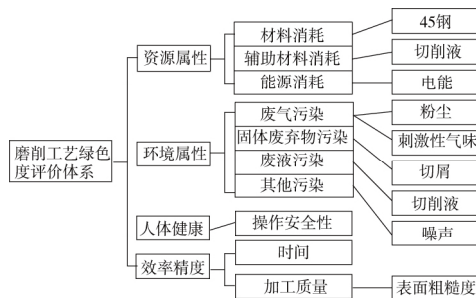 磨削工艺绿色
度评价体系
资源属性
材料消耗
辅助材料消耗
能源消耗
45钢
切削液
电能
环境属性
废气污染
固体废弃物污染
废液污染
其他污染
粉尘
刺激性气味
切屑
切削液
噪声
人体健康
操作安全性
效率精度
时间
加工质量
表面粗糙度